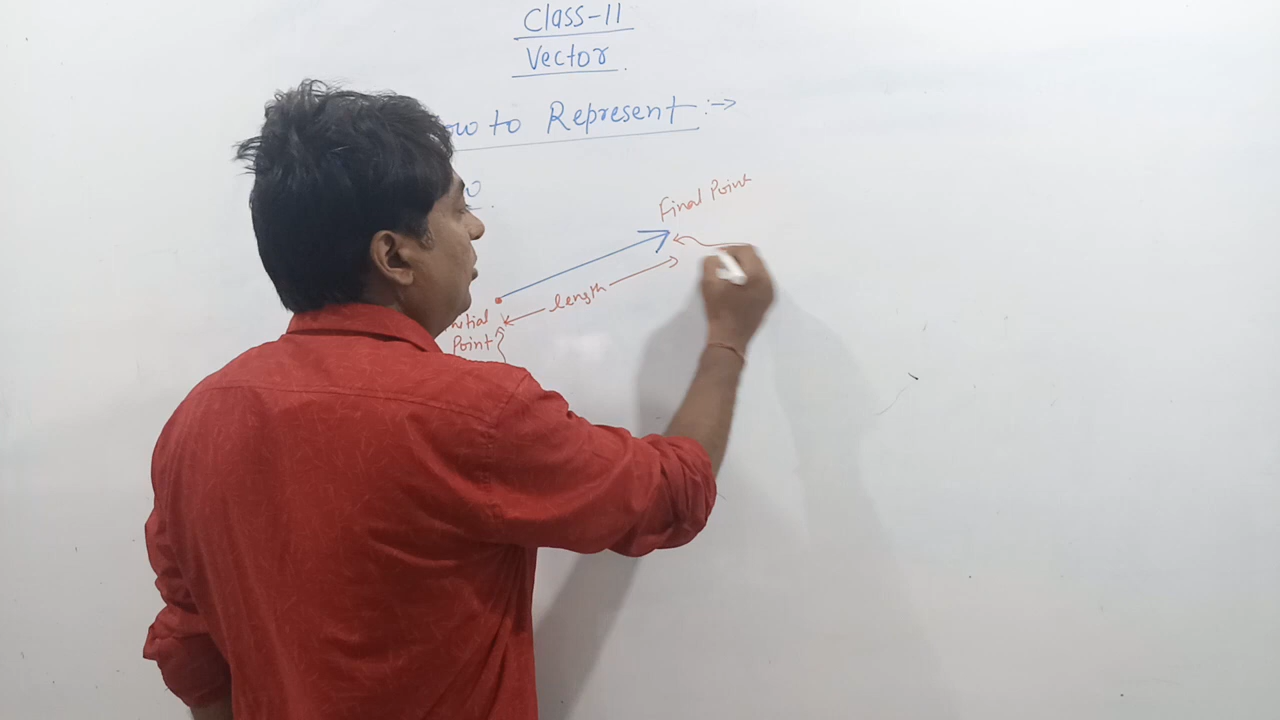 Class-11
Vector.
to Represent :→
Final Point
length
Point